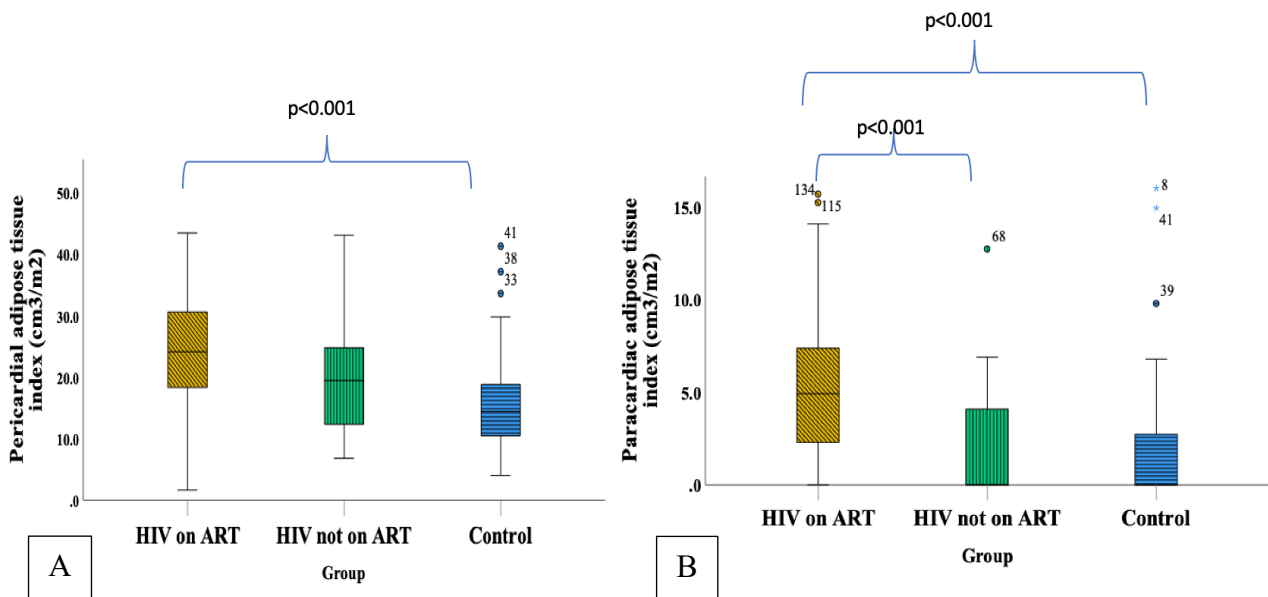 p<0.001
Pericardial adipose tissue
index (cm3/m2)
50.0
40.0
30.0
20.0
10.0
.0
41
38
33
HIV on ART
HIV not on ART
Control
Group
A
p<0.001
p<0.001
Paracardiac adipose tissue
index (cm3/m2)
15.0
10.0
5.0
.0
134
115
68
8
41
39
HIV on ART
HIV not on ART
Control
Group
B